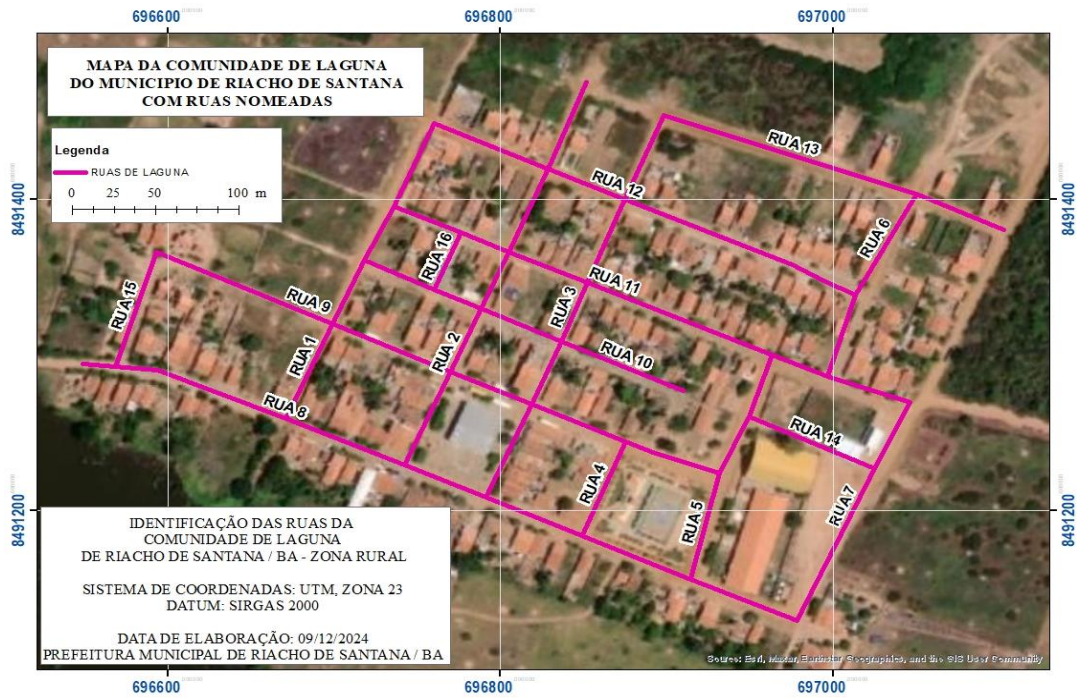 696600
696800
697000
MAPA DA COMUNIDADE DE LAGUNA
DO MUNICIPIO DE RIACHO DE SANTANA
COM RUAS NOMEADAS
Legenda
RUAS DE LAGUNA
0 25 50 100 m
8491400
8491400
RUA 13
RUA 12
RUA 6
RUA 16
RUA 11
RUA 15
RUA 9
RUA 3
RUA 1
RUA 2
RUA 10
RUA 8
RUA 14
RUA 4
RUA 5
RUA 7
8491200
8491200
IDENTIFICAÇÃO DAS RUAS DA
COMUNIDADE DE LAGUNA
DE RIACHO DE SANTANA / BA - ZONA RURAL
SISTEMA DE COORDENADAS: UTM, ZONA 23
DATUM: SIRGAS 2000
DATA DE ELABORAÇÃO: 09/12/2024
PREFEITURA MUNICIPAL DE RIACHO DE SANTANA / BA
Source: Esri, Maxar, Earthstar Geographics, and the GIS User Community
696600
696800
697000